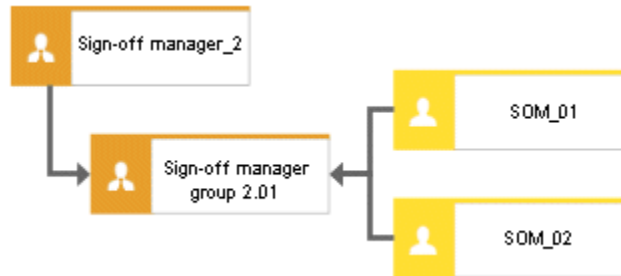 Sign-off manager_2
SOM_01
Sign-off manager
group 2.01
SOM_02